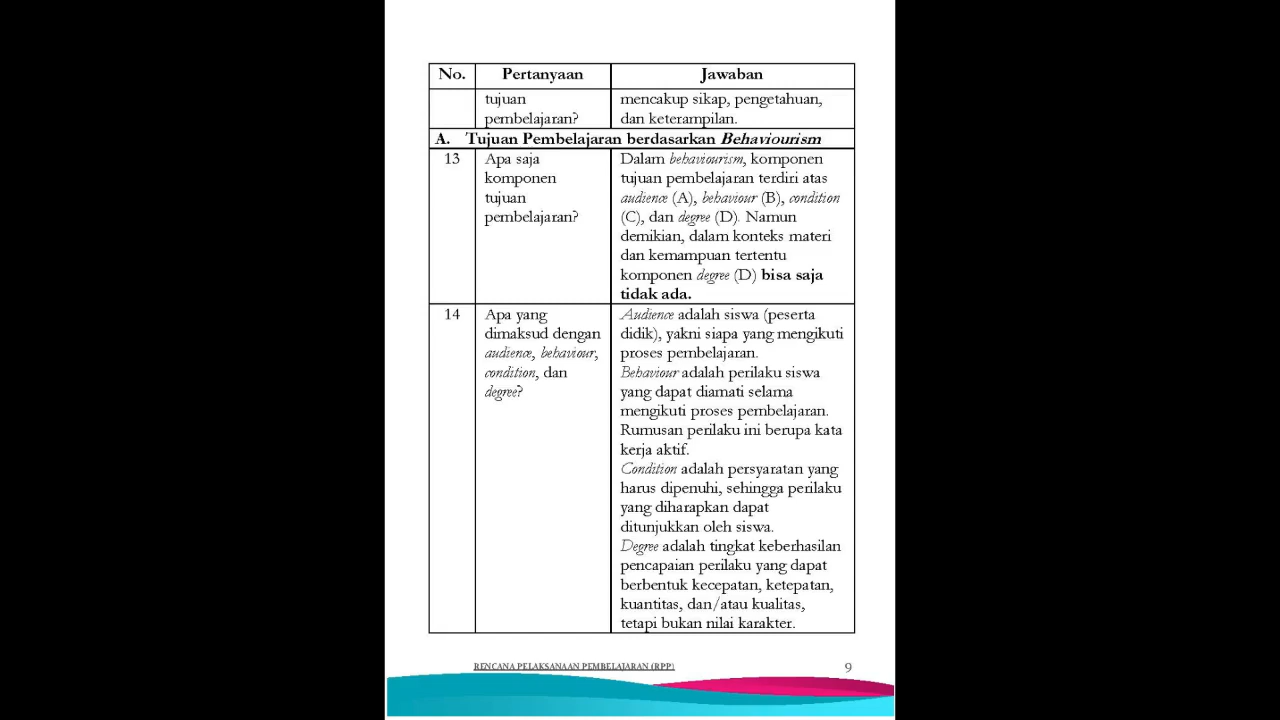 No. Pertanyaan Jawaban
tujuan
pembelajaran?
mencakup sikap, pengetahuan,
dan keterampilan.
A. Tujuan Pembelajaran berdasarkan Behaviourism
13
Apa saja
komponen
tujuan
pembelajaran?
Dalam behaviourism, komponen
tujuan pembelajaran terdiri atas
audience (A), behaviour (B), condition
(C), dan degree (D). Namun
demikian, dalam konteks materi
dan kemampuan tertentu
komponen degree (D) bisa saja
tidak ada.
14
Apa yang
dimaksud dengan
audience, behaviour,
condition, dan
degree?
Audience adalah siswa (peserta
didik), yakni siapa yang mengikuti
proses pembelajaran.
Behaviour adalah perilaku siswa
yang dapat diamati selama
mengikuti proses pembelajaran.
Rumusan perilaku ini berupa kata
kerja aktif.
Condition adalah persyaratan yang
harus dipenuhi, sehingga perilaku
yang diharapkan dapat
ditunjukkan oleh siswa.
Degree adalah tingkat keberhasilan
pencapaian perilaku yang dapat
berbentuk kecepatan, ketepatan,
kuantitas, dan/atau kualitas,
tetapi bukan nilai karakter.
RENCANA PELAKSANAAN PEMBELAJARAN (RPP)
9